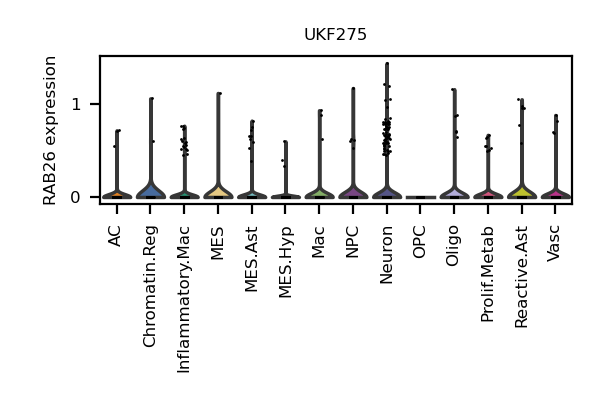 UKF275
RAB26 expression
1
0
AC
Chromatin.Reg
Inflammatory.Mac
MES
MES.Ast
MES.Hyp
Mac
NPC
Neuron
OPC
Oligo
Prolif.Metab
Reactive.Ast
Vasc